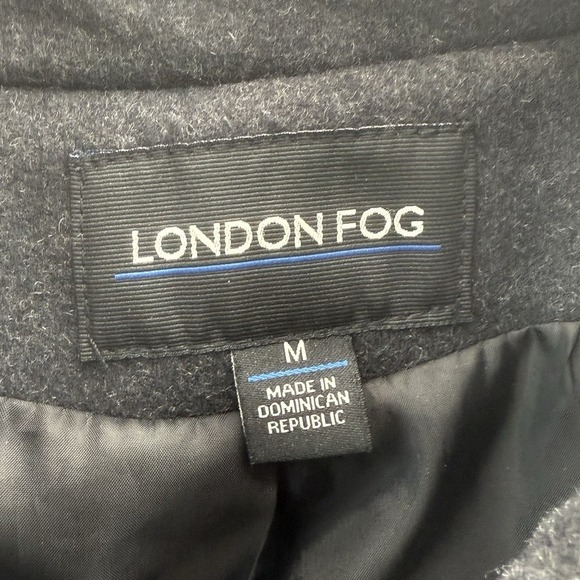 LONDON FOG
M
MADE IN
DOMINICAN
REPUBLIC